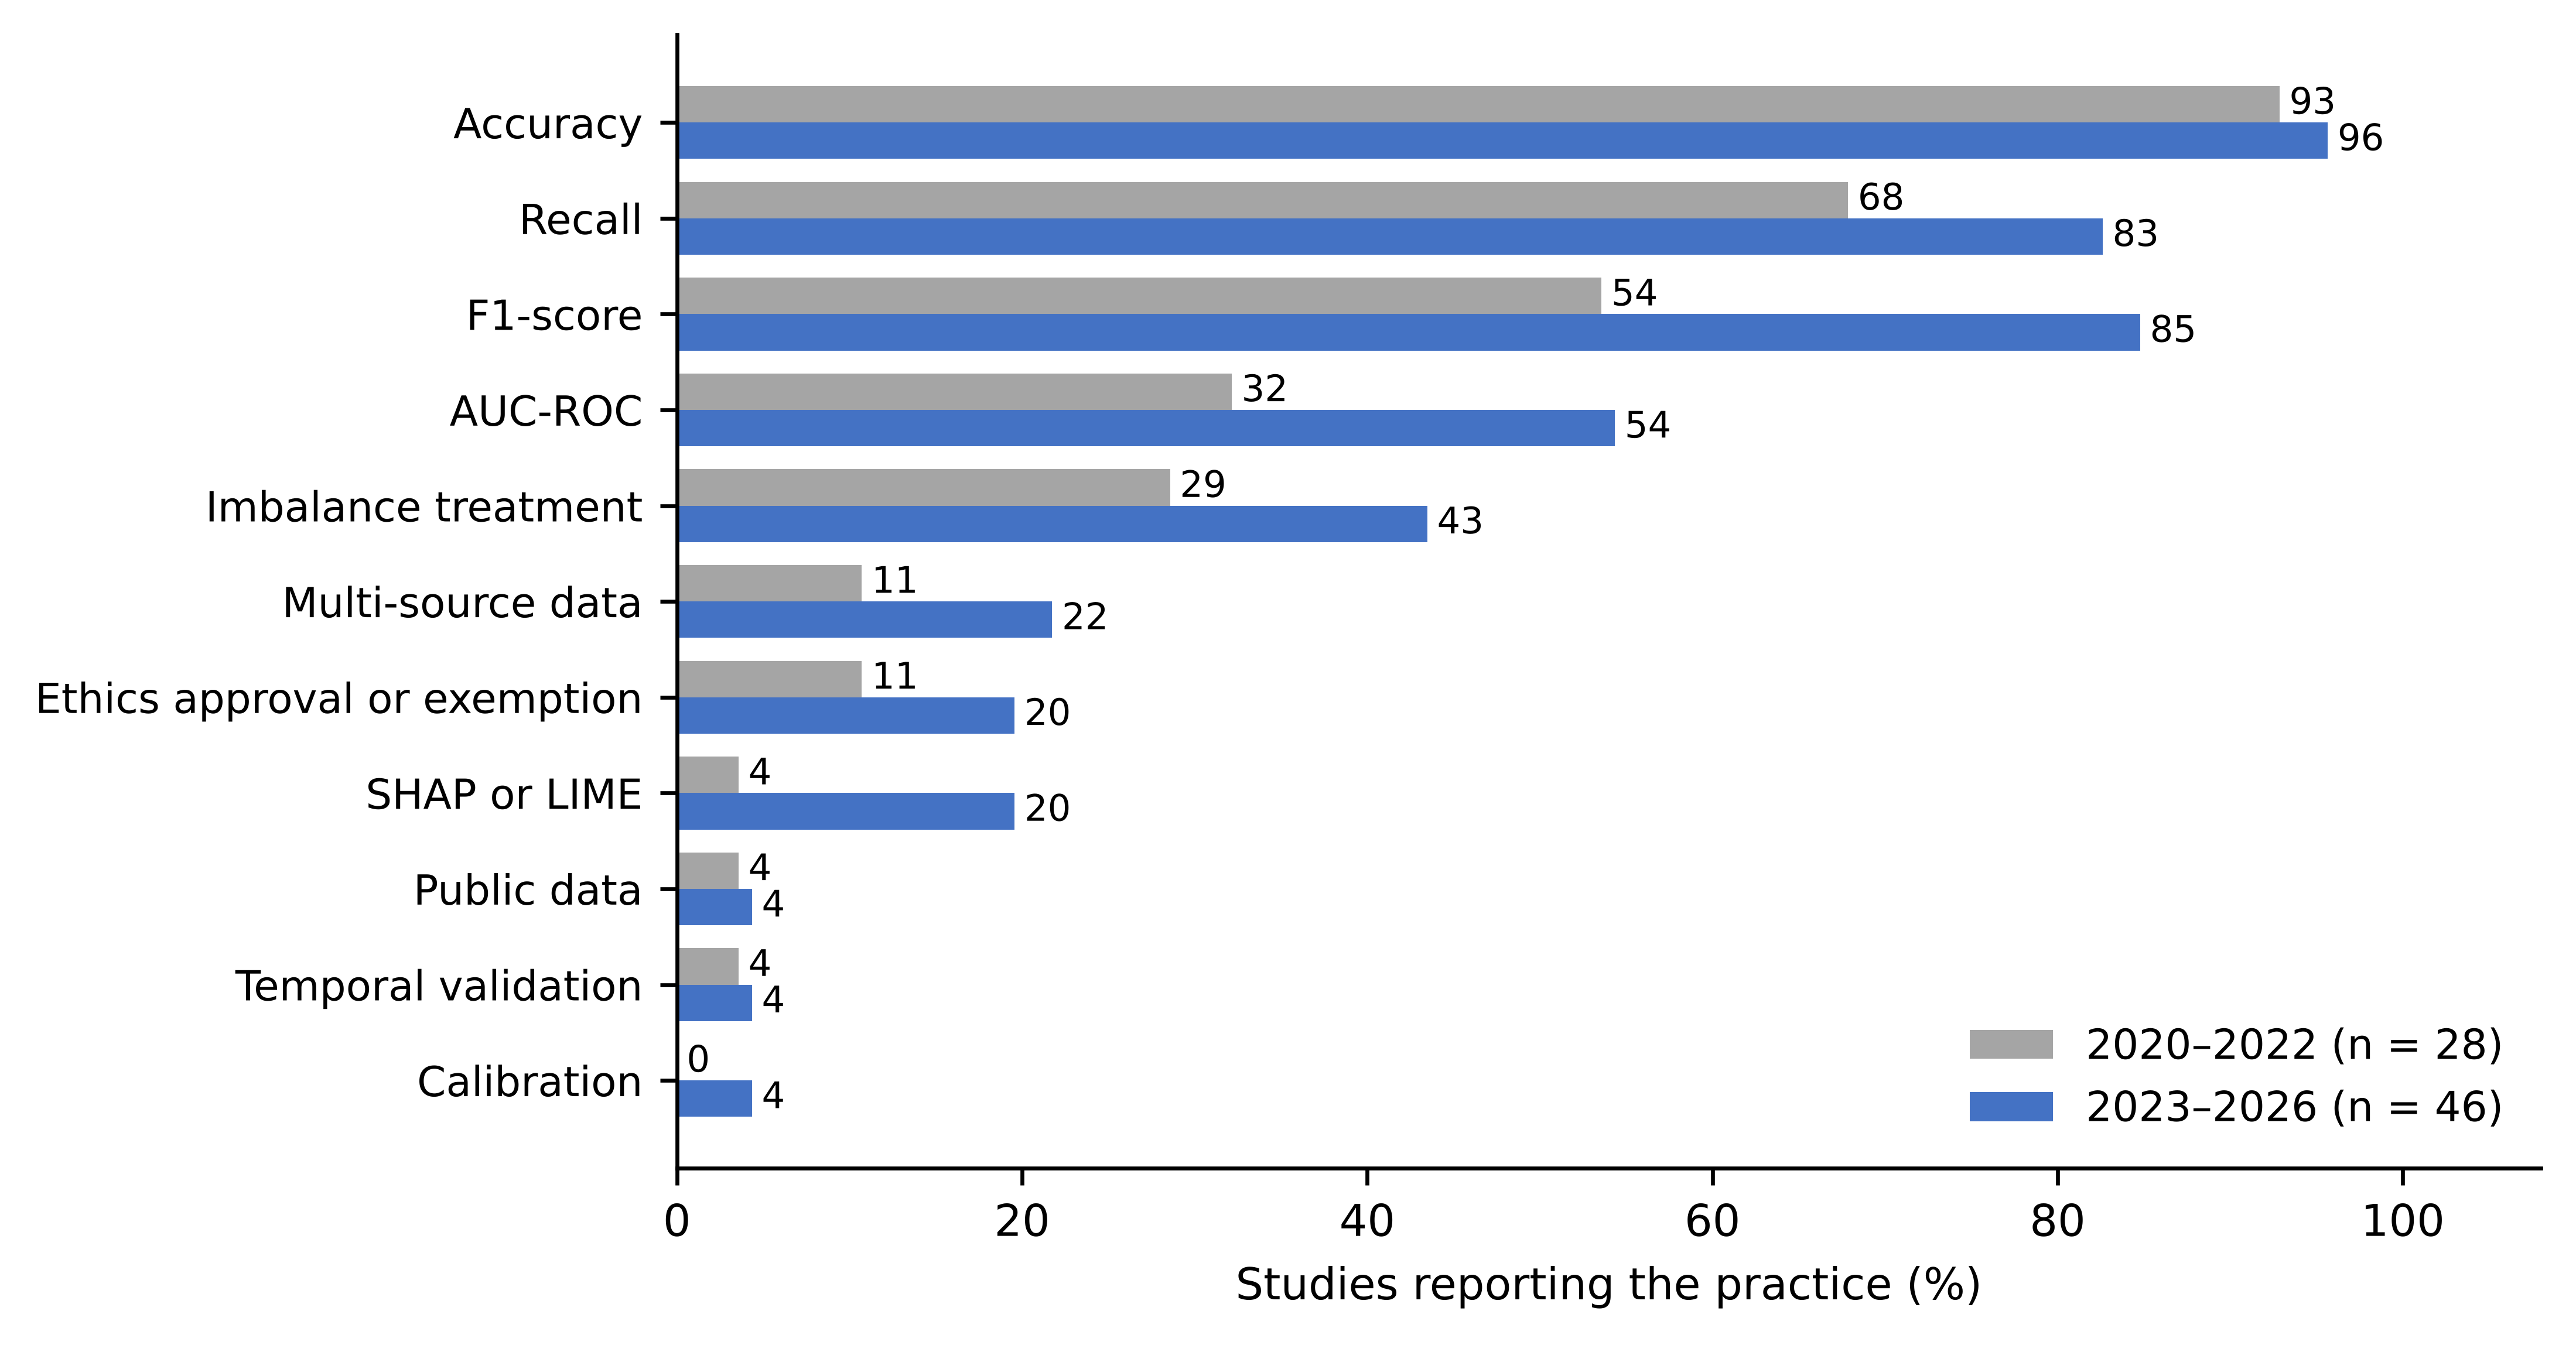 Accuracy
93
96
Recall
68
83
F1-score
54
85
AUC-ROC
32
54
Imbalance treatment
29
43
Multi-source data
11
22
Ethics approval or exemption
11
20
SHAP or LIME
4
20
Public data
4
4
Temporal validation
4
4
Calibration
0
4
2020–2022 (n = 28)
2023–2026 (n = 46)
0 20 40 60 80 100
Studies reporting the practice (%)